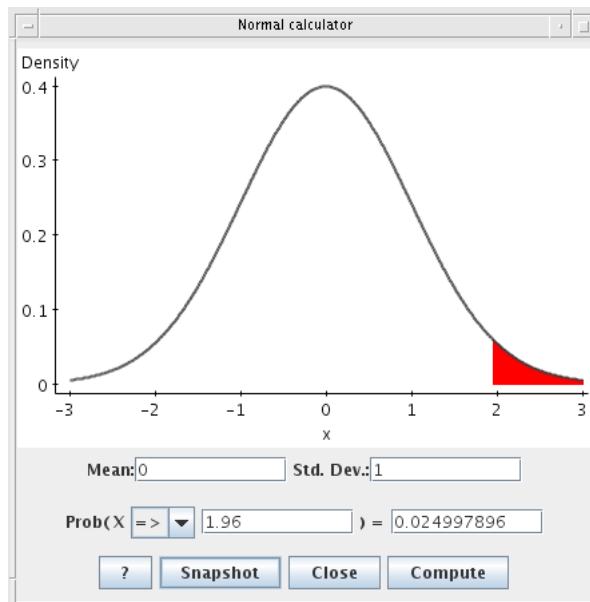 Normal calculator
Density
0.4
0.3
0.2
0.1
0
-3 -2 -1 0 1 2 3
x
Mean: 0 Std. Dev.: 1
Prob(X => 1.96 ) = 0.024997896
? Snapshot Close Compute